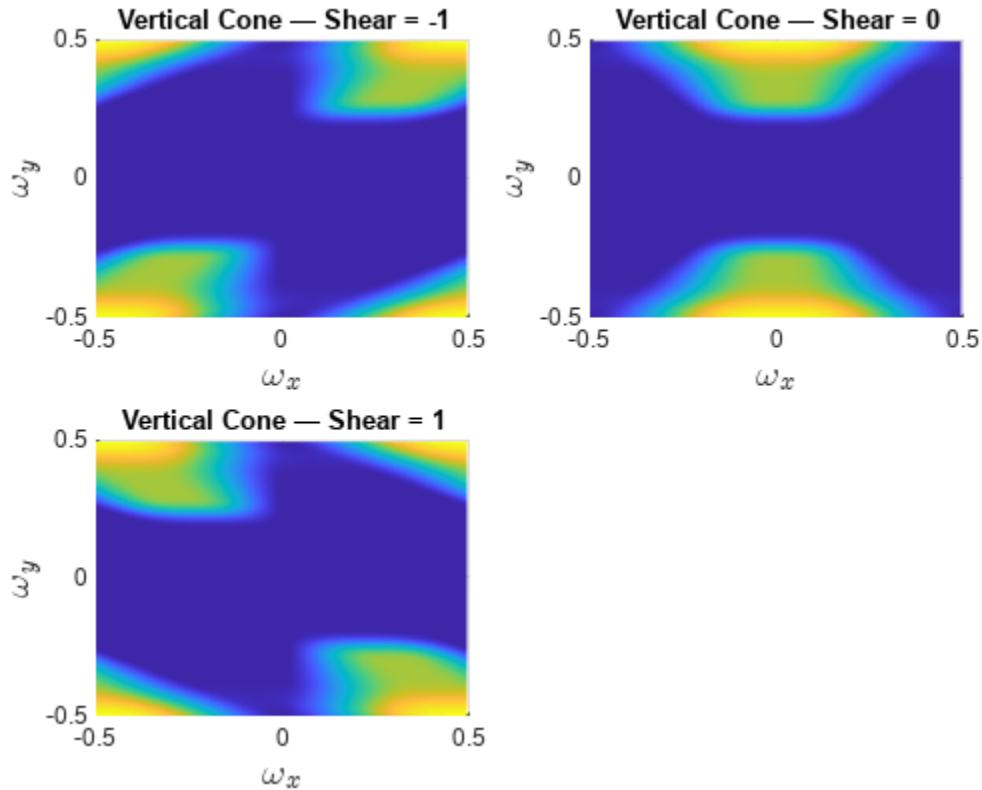 Vertical Cone — Shear = -1
0.5
0
-0.5
-0.5 0 0.5
ωy
ωx
Vertical Cone — Shear = 0
0.5
0
-0.5
-0.5 0 0.5
ωy
ωx
Vertical Cone — Shear = 1
0.5
0
-0.5
-0.5 0 0.5
ωy
ωx